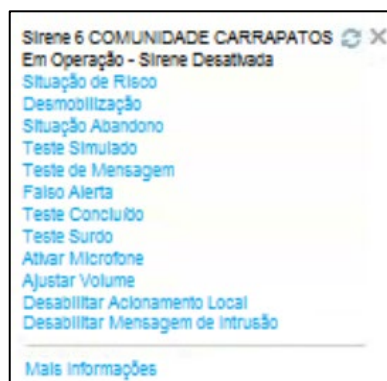 Sirene 6 COMUNIDADE CARRAPATOS
Em Operação - Sirene Desativada
Situação de Risco
Desmobilização
Situação Abandono
Teste Simulado
Teste de Mensagem
Falso Alerta
Teste Concluído
Teste Surdo
Ativar Microfone
Ajustar Volume
Desabilitar Acionamento Local
Desabilitar Mensagem de Intrusão
Mais Informações